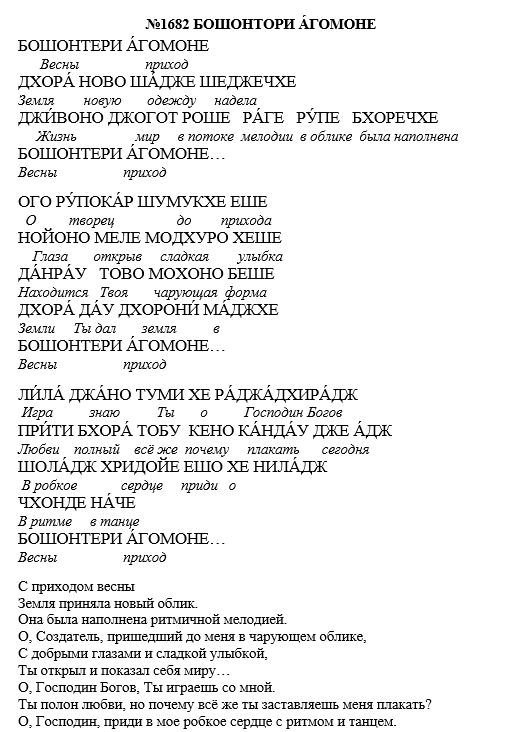 №1682 БОШОНТОРИ А́ГОМОНЕ
БОШОНТЕРИ А́ГОМОНЕ
Весны приход
ДХОРА́ НОВО ША́ДЖЕ ШЕДЖЕЧХЕ
Земля новую одежду надела
ДЖИ́ВОНО ДЖОГОТ РОШЕ РА́ГЕ РУ́ПЕ БХОРЕЧХЕ
Жизнь мир в потоке мелодии в облике была наполнена
БОШОНТЕРИ А́ГОМОНЕ…
Весны приход
ОГО РУ́ПОКА́Р ШУМУКХЕ ЕШЕ
О творец до прихода
НОЙОНО МЕЛЕ МОДХУРО ХЕШЕ
Глаза открыв сладкая улыбка
ДА́НРА́У ТОВО МОХОНО БЕШЕ
Находится Твоя чарующая форма
ДХОРА́ ДА́У ДХОРОНИ́ МА́ДЖХЕ
Земли Ты дал земля в
БОШОНТЕРИ А́ГОМОНЕ…
Весны приход
ЛИ́ЛА́ ДЖА́НО ТУМИ ХЕ РА́ДЖА́ДХИРА́ДЖ
Игра знаю Ты о Господин Богов
ПРИ́ТИ БХОРА́ ТОБУ КЕНО КА́НДА́У ДЖЕ А́ДЖ
Любви полный всё же почему плакать сегодня
ШОЛА́ДЖ ХРИДОЙЕ ЕШО ХЕ НИЛА́ДЖ
В робкое сердце приди о
ЧХОНДЕ НА́ЧЕ
В ритме в танце
БОШОНТЕРИ А́ГОМОНЕ…
Весны приход
С приходом весны
Земля приняла новый облик.
Она была наполнена ритмичной мелодией.
О, Создатель, пришедший до меня в чарующем облике,
С добрыми глазами и сладкой улыбкой,
Ты открыл и показал себя миру…
О, Господин Богов, Ты играешь со мной.
Ты полон любви, но почему всё же ты заставляешь меня плакать?
О, Господин, приди в мое робкое сердце с ритмом и танцем.